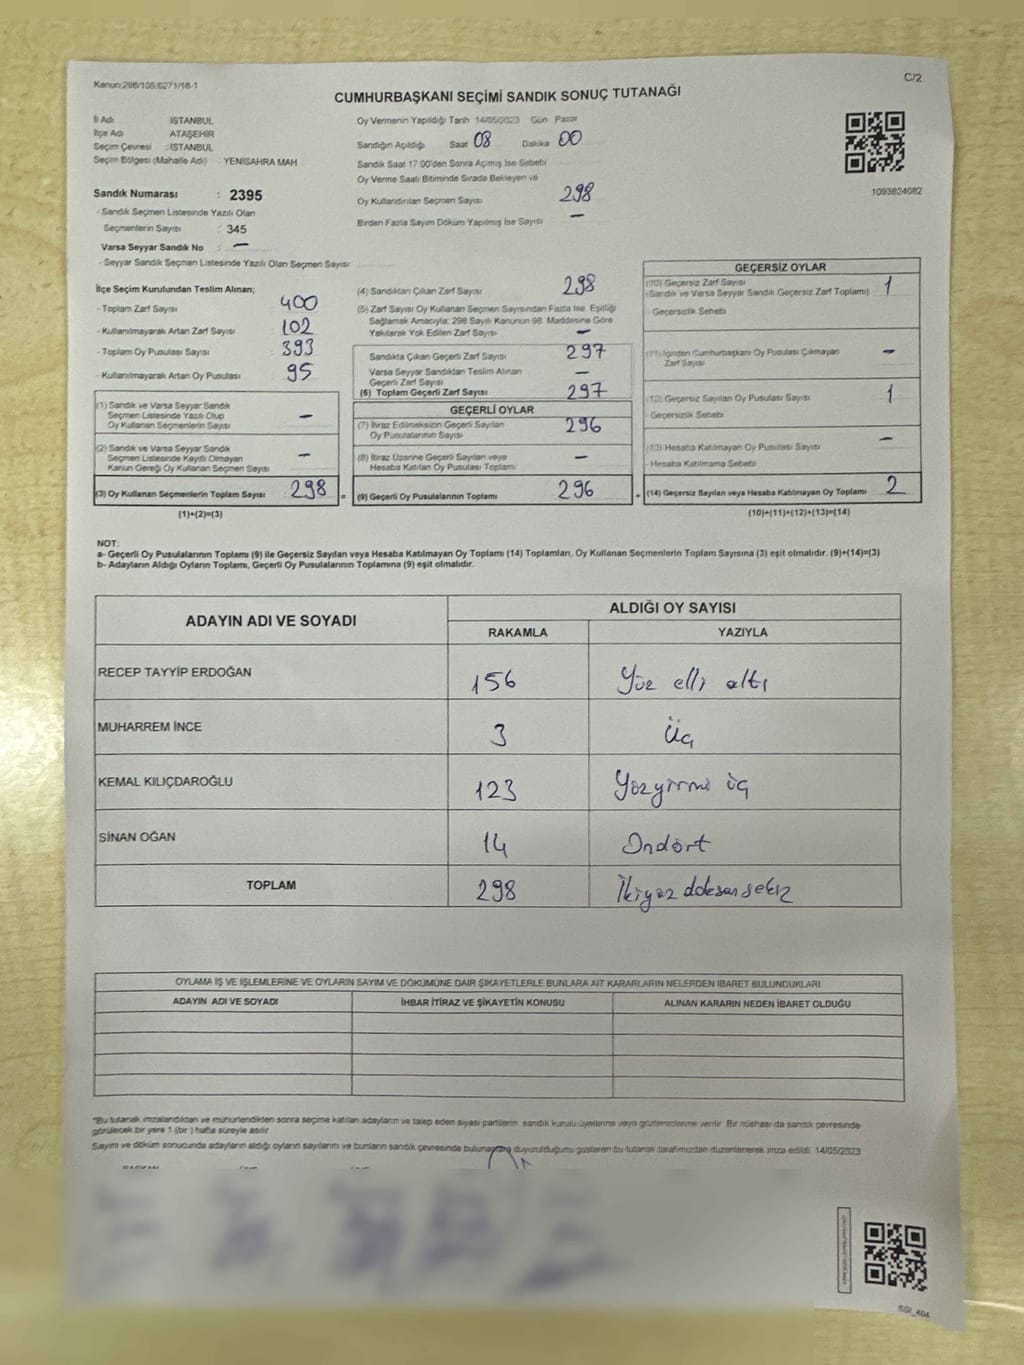 Kanun:298/105;6271/18-1
C/2
CUMHURBAŞKANI SEÇİMİ SANDIK SONUÇ TUTANAĞI
İl Adı İSTANBUL
İlçe Adı ATAŞEHİR
Seçim Çevresi :İSTANBUL
Seçim Bölgesi (Mahalle Adı) : YENİSAHRA MAH
Sandık Numarası : 2395
- Sandık Seçmen Listesinde Yazılı Olan
Seçmenlerin Sayısı : 345
Varsa Seyyar Sandık No : —
- Seyyar Sandık Seçmen Listesinde Yazılı Olan Seçmen Sayısı
Oy Vermenin Yapıldığı Tarih 14/05/2023 Gün Pazar
Sandığın Açıldığı Saat 08 Dakika 00
Sandık Saat 17:00'den Sonra Açılmış İse Sebebi
Oy Verme Saati Bitiminde Sırada Bekleyen ve
Oy Kullandırılan Seçmen Sayısı 298
Birden Fazla Sayım Döküm Yapılmış İse Sayısı —
1093824082
İlçe Seçim Kurulundan Teslim Alınan;
- Toplam Zarf Sayısı 400
- Kullanılmayarak Artan Zarf Sayısı 102
- Toplam Oy Pusulası Sayısı 393
- Kullanılmayarak Artan Oy Pusulası 95
(1) Sandık ve Varsa Seyyar Sandık
Seçmen Listesinde Yazılı Olup
Oy Kullanan Seçmenlerin Sayısı —
(2) Sandık ve Varsa Seyyar Sandık
Seçmen Listesinde Kayıtlı Olmayan
Kanun Gereği Oy Kullanan Seçmen Sayısı —
(3) Oy Kullanan Seçmenlerin Toplam Sayısı 298 =
(1)+(2)=(3)
(4) Sandıktan Çıkan Zarf Sayısı 298
(5) Zarf Sayısı Oy Kullanan Seçmen Sayısından Fazla İse, Eşitliği
Sağlamak Amacıyla; 298 Sayılı Kanunun 98. Maddesine Göre
Yakılarak Yok Edilen Zarf Sayısı —
Sandıkta Çıkan Geçerli Zarf Sayısı 297
Varsa Seyyar Sandıktan Teslim Alınan
Geçerli Zarf Sayısı —
(6) Toplam Geçerli Zarf Sayısı 297
GEÇERLİ OYLAR
(7) İtiraz Edilmeksizin Geçerli Sayılan
Oy Pusulalarının Sayısı 296
(8) İtiraz Üzerine Geçerli Sayılan veya
Hesaba Katılan Oy Pusulası Toplamı —
(9) Geçerli Oy Pusulalarının Toplamı 296 +
GEÇERSİZ OYLAR
(10) Geçersiz Zarf Sayısı
(Sandık ve Varsa Seyyar Sandık Geçersiz Zarf Toplamı) 1
- Geçersizlik Sebebi
(11) İçinden Cumhurbaşkanı Oy Pusulası Çıkmayan
Zarf Sayısı —
(12) Geçersiz Sayılan Oy Pusulası Sayısı 1
- Geçersizlik Sebebi
(13) Hesaba Katılmayan Oy Pusulası Sayısı —
- Hesaba Katılmama Sebebi
(14) Geçersiz Sayılan veya Hesaba Katılmayan Oy Toplamı 2
(10)+(11)+(12)+(13)=(14)
NOT:
a- Geçerli Oy Pusulalarının Toplamı (9) ile Geçersiz Sayılan veya Hesaba Katılmayan Oy Toplamı (14) Toplamları, Oy Kullanan Seçmenlerin Toplam Sayısına (3) eşit olmalıdır. (9)+(14)=(3)
b- Adayların Aldığı Oyların Toplamı, Geçerli Oy Pusulalarının Toplamına (9) eşit olmalıdır.
ADAYIN ADI VE SOYADI
ALDIĞI OY SAYISI
RAKAMLA YAZIYLA
RECEP TAYYİP ERDOĞAN 156 Yüz elli altı
MUHARREM İNCE 3 Üç
KEMAL KILIÇDAROĞLU 123 Yüzyirmi üç
SİNAN OĞAN 14 Ondört
TOPLAM 298 İkiyüz doksansekiz
OYLAMA İŞ VE İŞLEMLERİNE VE OYLARIN SAYIM VE DÖKÜMÜNE DAİR ŞİKAYETLERLE BUNLARA AİT KARARLARIN NELERDEN İBARET BULUNDUKLARI
ADAYIN ADI VE SOYADI İHBAR İTİRAZ VE ŞİKAYETİN KONUSU ALINAN KARARIN NEDEN İBARET OLDUĞU
"Bu tutanak imzalandıktan ve mühürlendikten sonra seçime katılan adayların ve talep eden siyasi partilerin sandık kurulu üyelerine veya gözlemcilerine verilir. Bir nüshası da sandık çevresinde
görülecek bir yere 1 (bir) hafta süreyle asılır
Sayım ve döküm sonucunda adayların aldığı oyların sayılarını ve bunların sandık çevresinde bulunanlara duyurulduğunu gösteren bu tutanak tarafımızdan düzenlenerek imza edildi. 14/05/2023
SGI_404